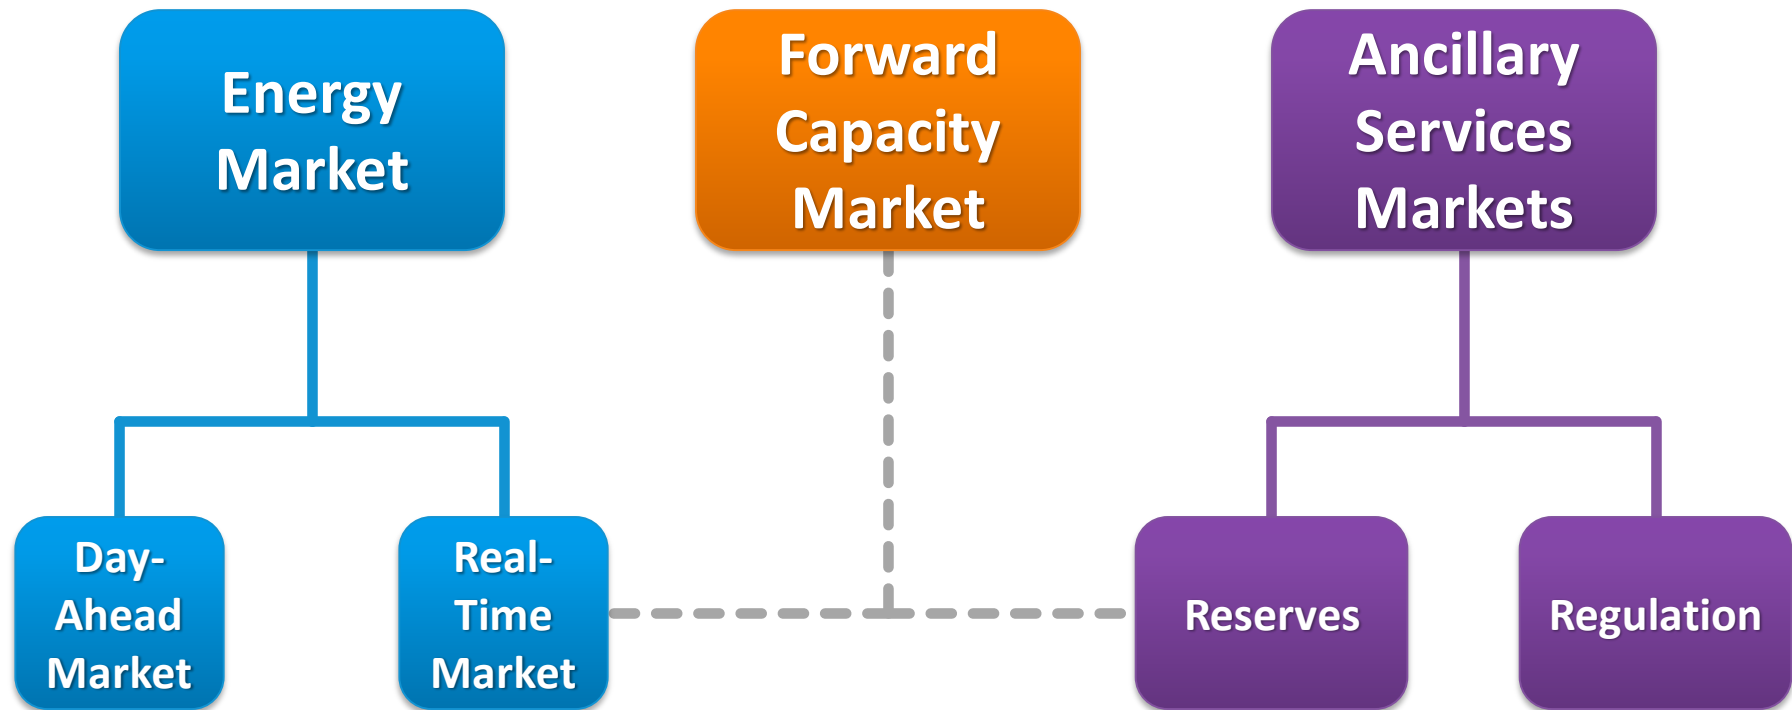 Energy
Market
Forward
Capacity
Market
Ancillary
Services
Markets
Day-
Ahead
Market
Real-
Time
Market
Reserves
Regulation